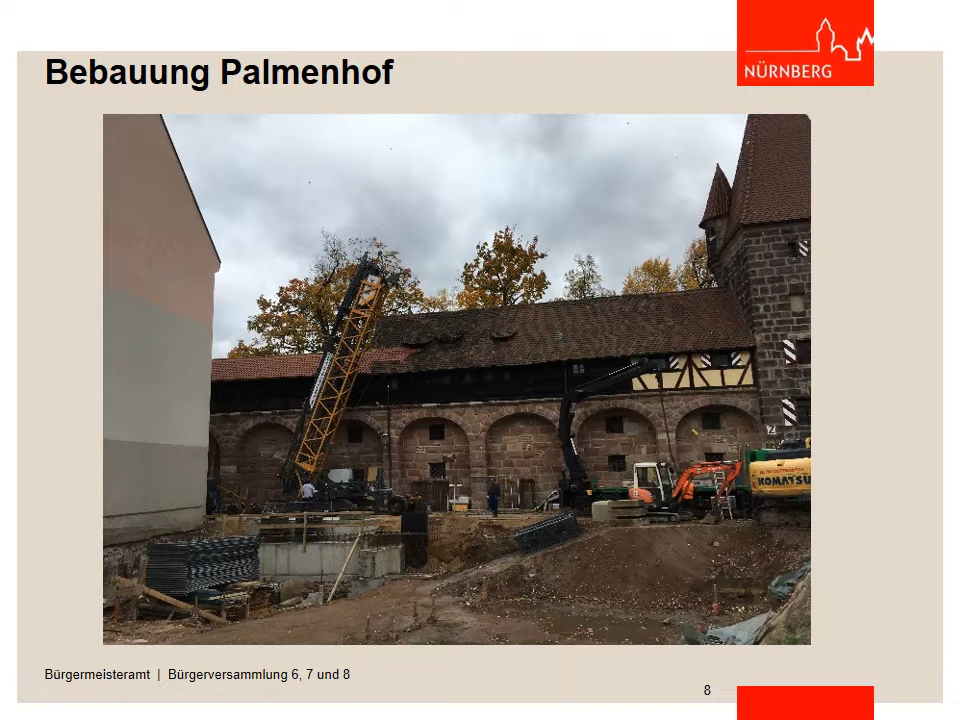 Bebauung Palmenhof
NÜRNBERG
Z
KOMATSU
Bürgermeisteramt | Bürgerversammlung 6, 7 und 8
8